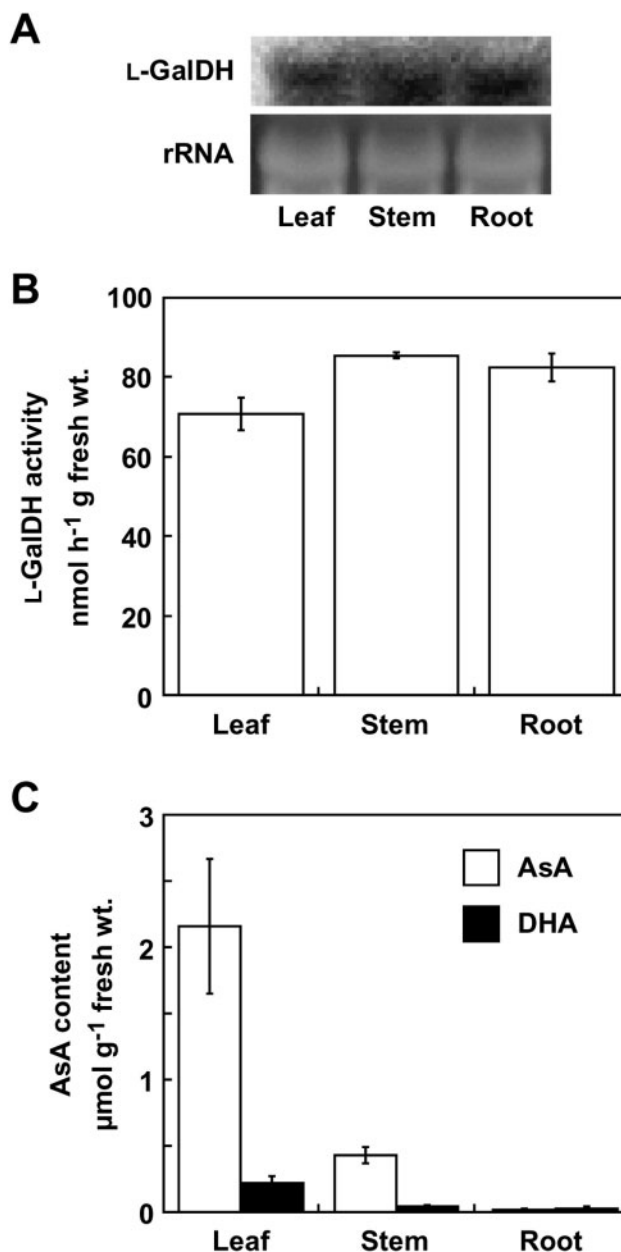 A
L-GalDH
rRNA
Leaf Stem Root
B
L-GalDH activity
nmol h⁻¹ g fresh wt.
100
80
60
40
20
0
Leaf Stem Root
C
AsA content
µmol g⁻¹ fresh wt.
3
2
1
0
AsA
DHA
Leaf Stem Root